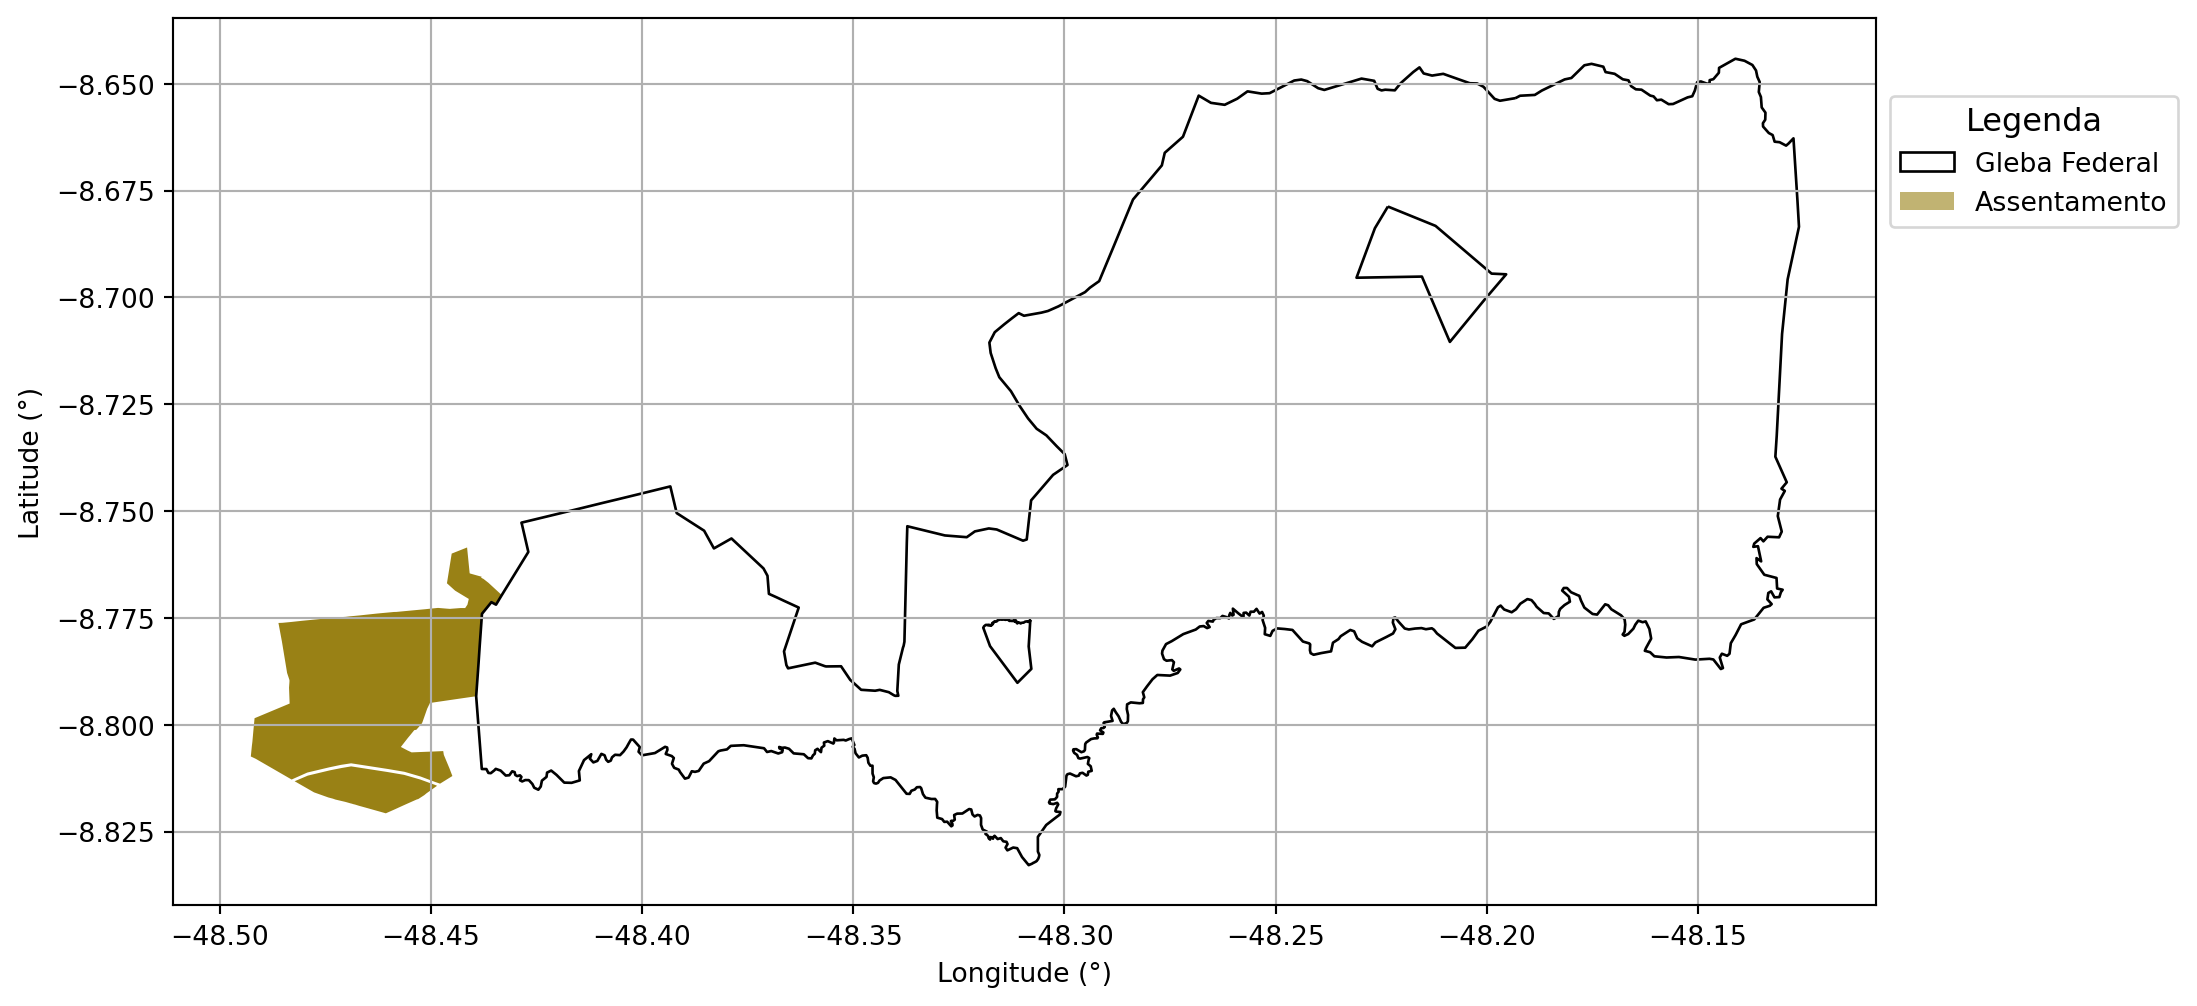 −8.650
−8.675
−8.700
−8.725
−8.750
−8.775
−8.800
−8.825
Latitude (°)
−48.50 −48.45 −48.40 −48.35 −48.30 −48.25 −48.20 −48.15
Longitude (°)
Legenda
Gleba Federal
Assentamento